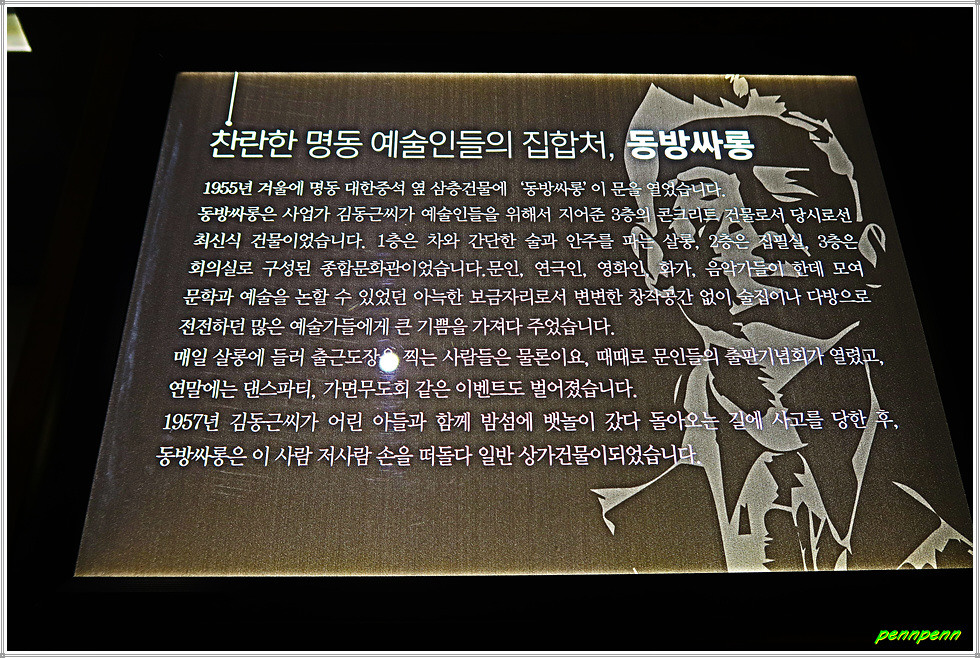 찬란한 명동 예술인들의 집합처, 동방싸롱
1955년 겨울에 명동 대한중석 옆 삼층건물에 '동방싸롱'이 문을 열었습니다.
동방싸롱은 사업가 김동근씨가 예술인들을 위해서 지어준 3층의 콘크리트 건물로서 당시로선
최신식 건물이었습니다. 1층은 차와 간단한 술과 안주를 파는 살롱, 2층은 집필실, 3층은
회의실로 구성된 종합문화관이었습니다.문인, 연극인, 영화인, 화가, 음악가들이 한데 모여
문학과 예술을 논할 수 있었던 아늑한 보금자리로서 변변한 창작공간 없이 술집이나 다방으로
전전하던 많은 예술가들에게 큰 기쁨을 가져다 주었습니다.
매일 살롱에 들러 출근도장을 찍는 사람들은 물론이요, 때때로 문인들의 출판기념회가 열렸고,
연말에는 댄스파티, 가면무도회 같은 이벤트도 벌어졌습니다.
1957년 김동근씨가 어린 아들과 함께 밤섬에 뱃놀이 갔다 돌아오는 길에 사고를 당한 후,
동방싸롱은 이 사람 저사람 손을 떠돌다 일반 상가건물이되었습니다.
pennpenn